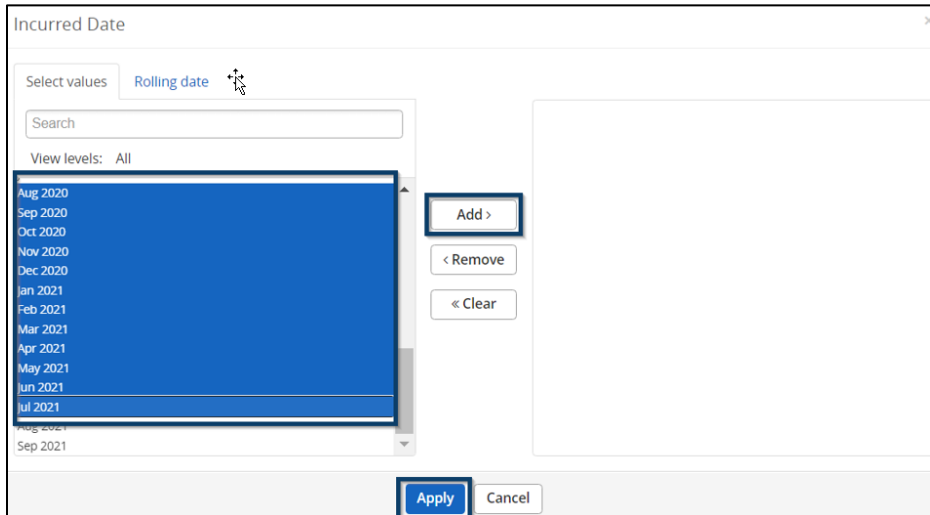 Incurred Date
Select values
Rolling date
Search
View levels: All
Aug 2020
Sep 2020
Oct 2020
Nov 2020
Dec 2020
Jan 2021
Feb 2021
Mar 2021
Apr 2021
May 2021
Jun 2021
Jul 2021
Aug 2021
Sep 2021
Add >
< Remove
« Clear
Apply
Cancel